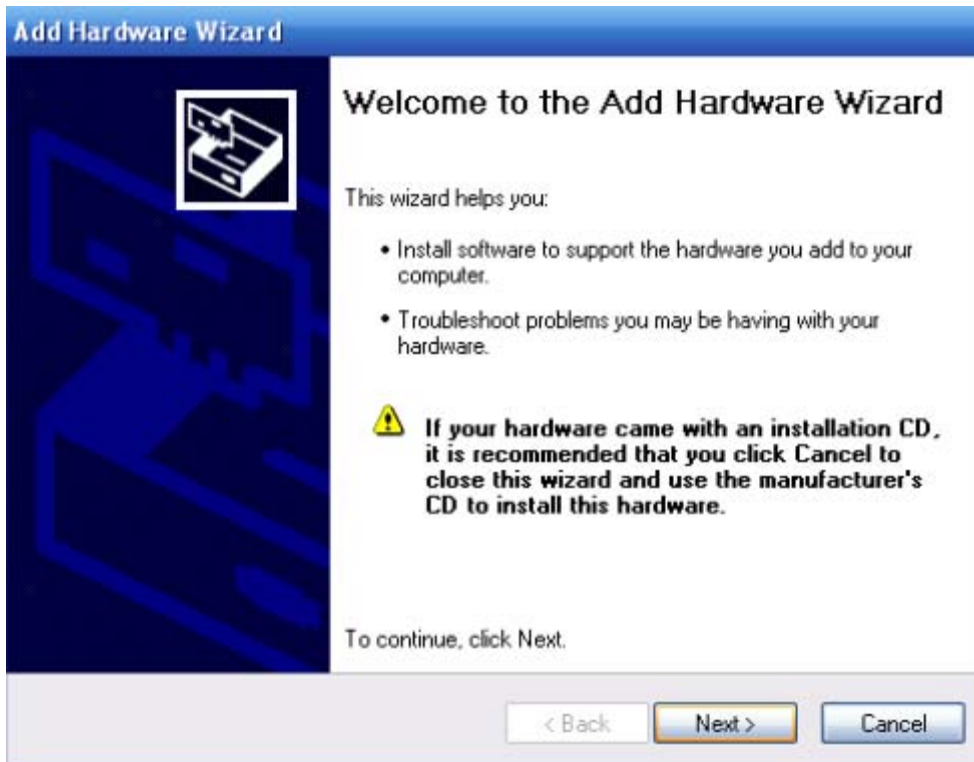 Add Hardware Wizard
Welcome to the Add Hardware Wizard
This wizard helps you:
• Install software to support the hardware you add to your
computer.
• Troubleshoot problems you may be having with your
hardware.
If your hardware came with an installation CD,
it is recommended that you click Cancel to
close this wizard and use the manufacturer's
CD to install this hardware.
To continue, click Next.
< Back Next > Cancel